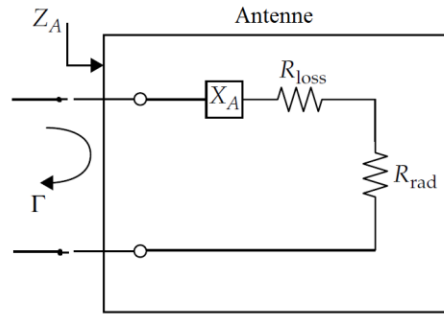 Antenne
Z_A
X_A
R_loss
R_rad
Γ